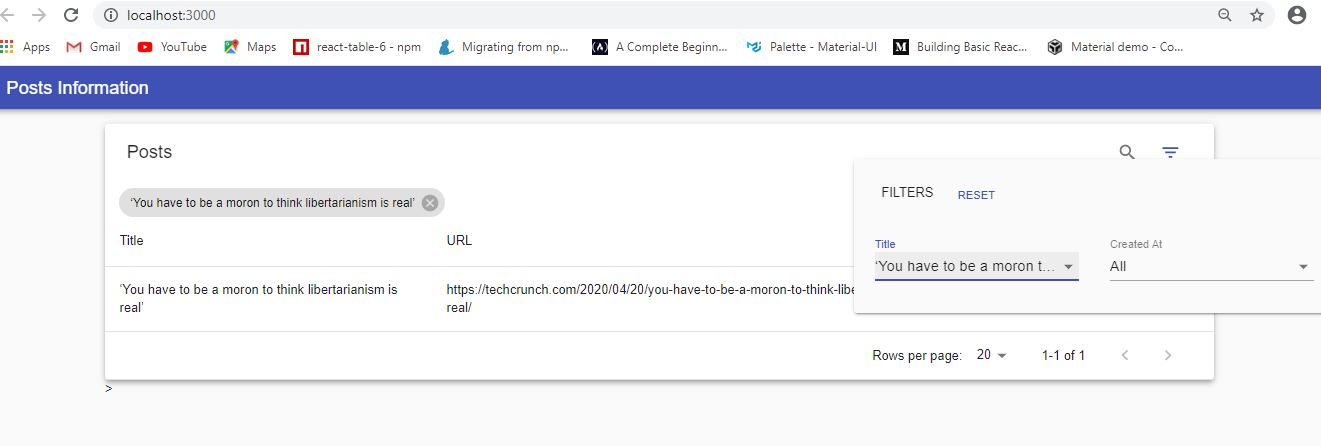 localhost:3000
Apps Gmail YouTube Maps react-table-6 - npm Migrating from np... A Complete Beginn... Palette - Material-UI Building Basic Reac... Material demo - Co...
Posts Information
Posts
FILTERS RESET
‘You have to be a moron to think libertarianism is real’
Title URL
Title Created At
‘You have to be a moron t... All
‘You have to be a moron to think libertarianism is
real’
https://techcrunch.com/2020/04/20/you-have-to-be-a-moron-to-think-libe
real/
Rows per page: 20 1-1 of 1
>